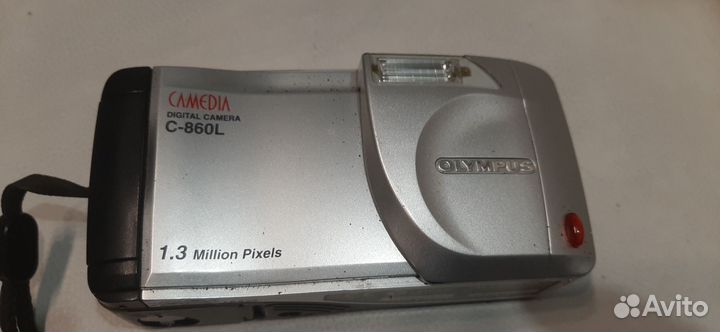 CAMEDIA
DIGITAL CAMERA
C-860L
OLYMPUS
1.3 Million Pixels
Avito